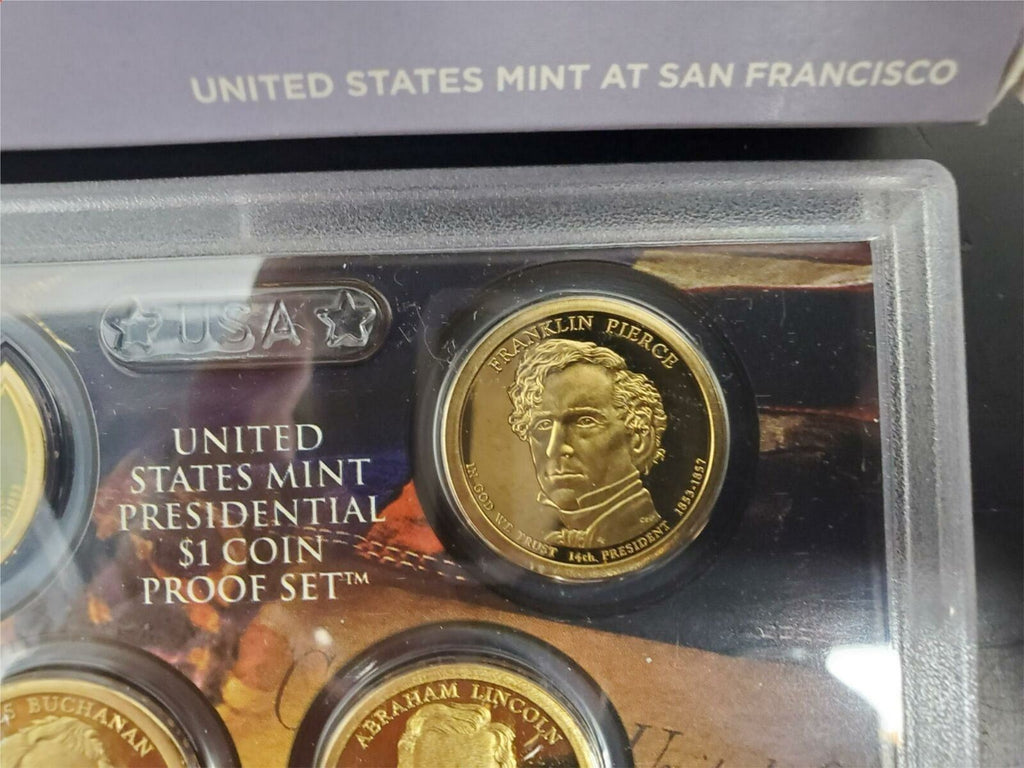 UNITED STATES MINT AT SAN FRANCISCO
USA
UNITED
STATES MINT
PRESIDENTIAL
$1 COIN
PROOF SET™
FRANKLIN PIERCE
IN GOD WE TRUST 14th PRESIDENT 1853-1857
S BUCHANAN
ABRAHAM LINCOLN